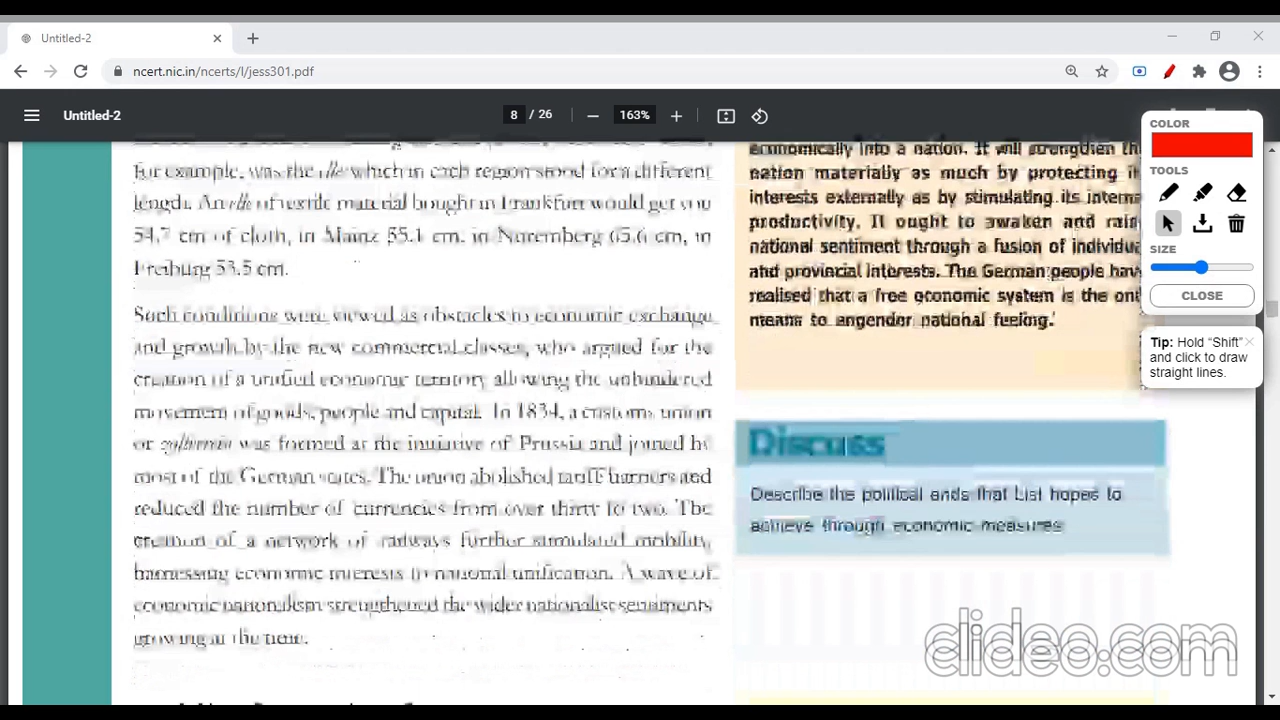 Untitled-2
ncert.nic.in/ncerts/l/jess301.pdf
Untitled-2
8 / 26
163%
for example, was the elle which in each region stood for a different
length. An elle of textile material bought in Frankfurt would get you
54.7 cm of cloth, in Mainz 55.1 cm, in Nuremberg 65.6 cm, in
Freiburg 53.5 cm.
Such conditions were viewed as obstacles to economic exchange
and growth by the new commercial classes, who argued for the
creation of a unified economic territory allowing the unhindered
movement of goods, people and capital. In 1834, a customs union
or zollverein was formed at the initiative of Prussia and joined by
most of the German states. The union abolished tariff barriers and
reduced the number of currencies from over thirty to two. The
creation of a network of railways further stimulated mobility,
harnessing economic interests to national unification. A wave of
economic nationalism strengthened the wider nationalist sentiments
growing at the time.
economically into a nation. It will strengthen th
nation materially as much by protecting it
interests externally as by stimulating its interna
productivity. It ought to awaken and rais
national sentiment through a fusion of individua
and provincial interests. The German people have
realised that a free economic system is the onl
means to engender national feeling.'
Discuss
Describe the political ends that List hopes to
achieve through economic measures
COLOR
TOOLS
SIZE
CLOSE
Tip: Hold “Shift”
and click to draw
straight lines.
clideo.com